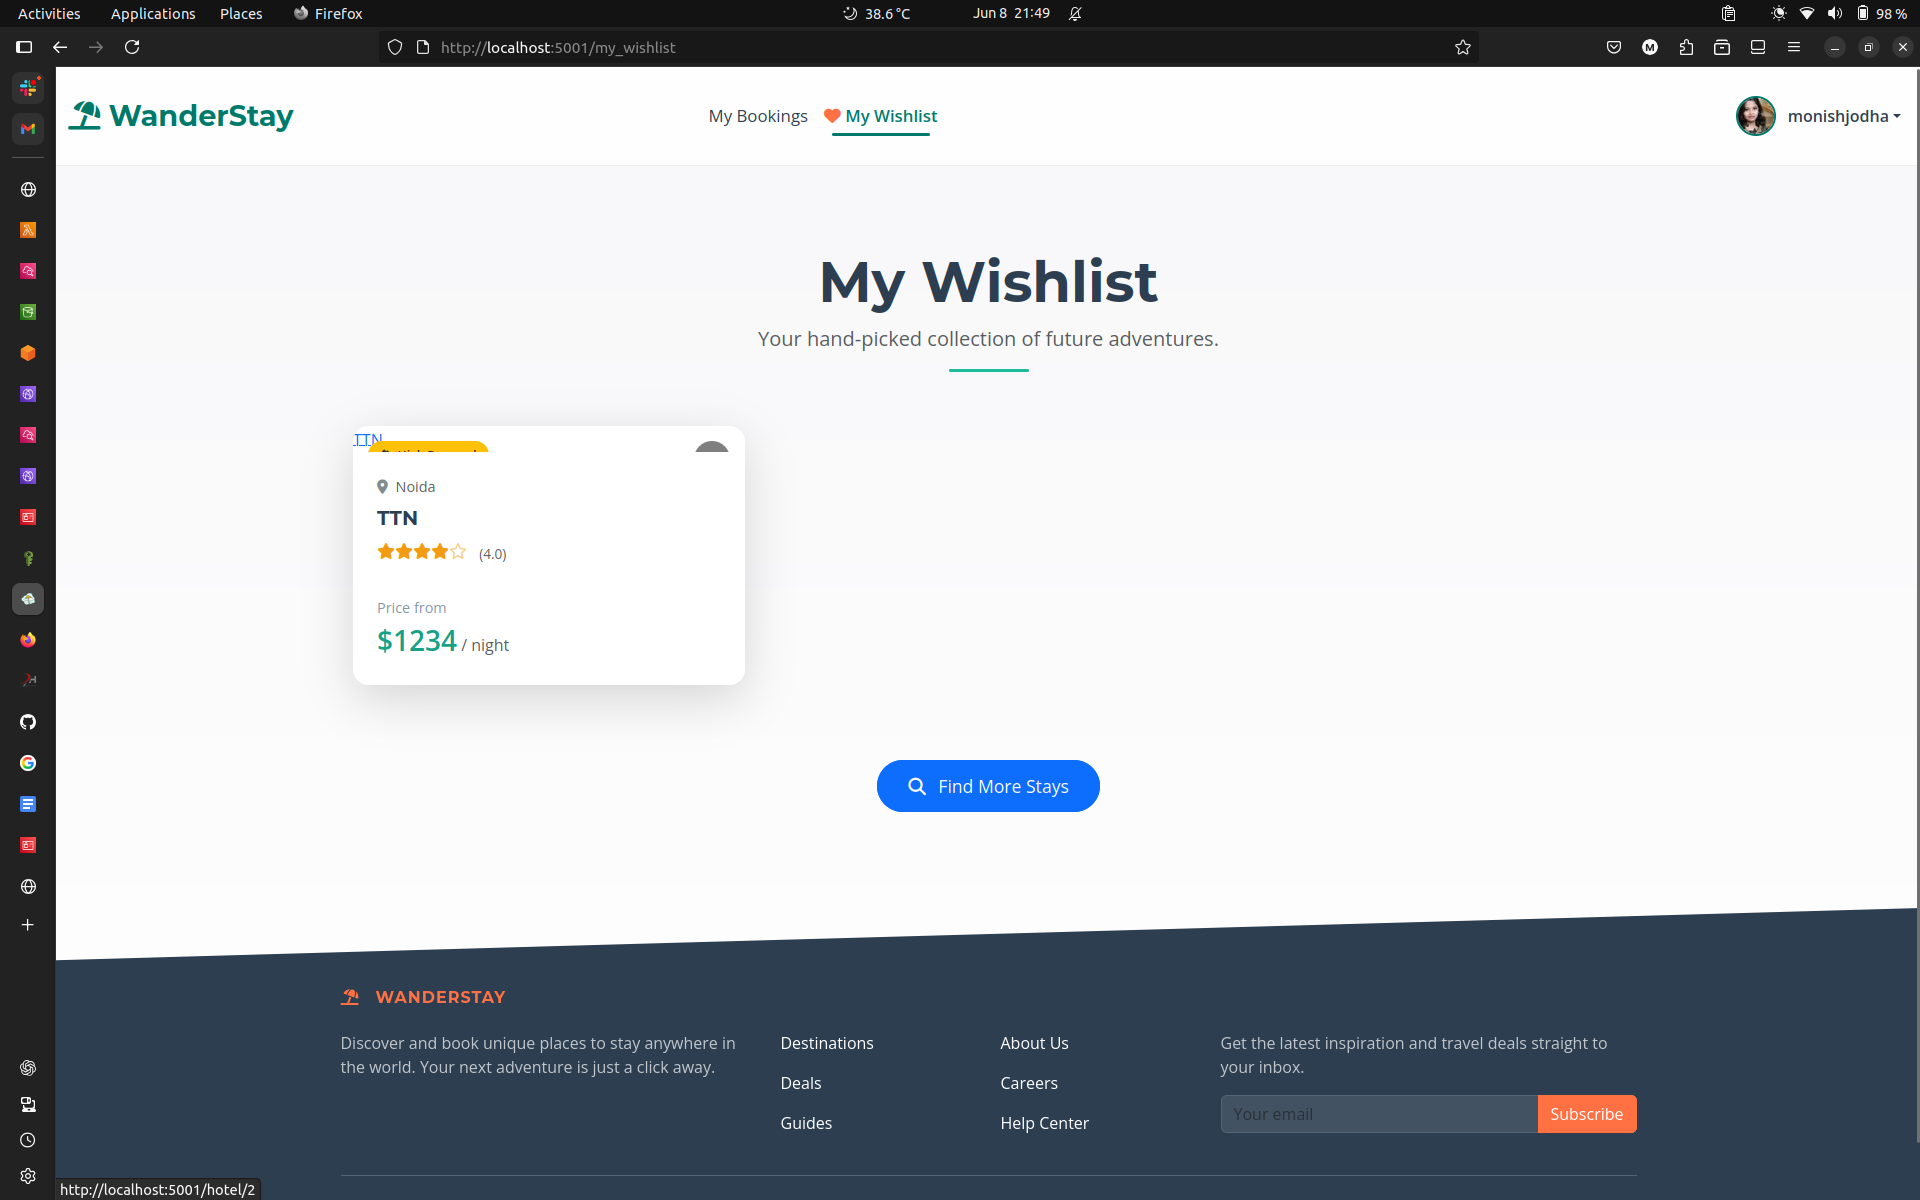 Activities Applications Places Firefox 38.6°C Jun 8 21:49 98 %
http://localhost:5001/my_wishlist
WanderStay My Bookings My Wishlist monishjodha
My Wishlist
Your hand-picked collection of future adventures.
TTN
Noida
TTN
(4.0)
Price from
$1234 / night
Find More Stays
WANDERSTAY
Discover and book unique places to stay anywhere in
the world. Your next adventure is just a click away.
Destinations
Deals
Guides
About Us
Careers
Help Center
Get the latest inspiration and travel deals straight to
your inbox.
Your email Subscribe
http://localhost:5001/hotel/2